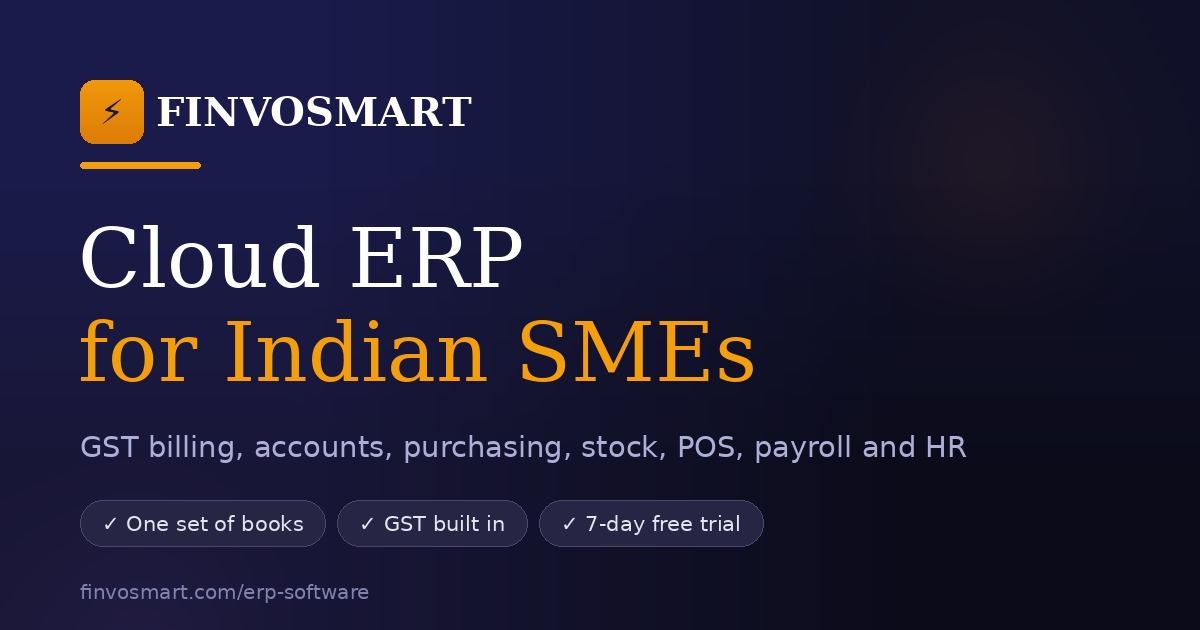 ⚡ FINVOSMART
Cloud ERP
for Indian SMEs
GST billing, accounts, purchasing, stock, POS, payroll and HR
✓ One set of books ✓ GST built in ✓ 7-day free trial
finvosmart.com/erp-software